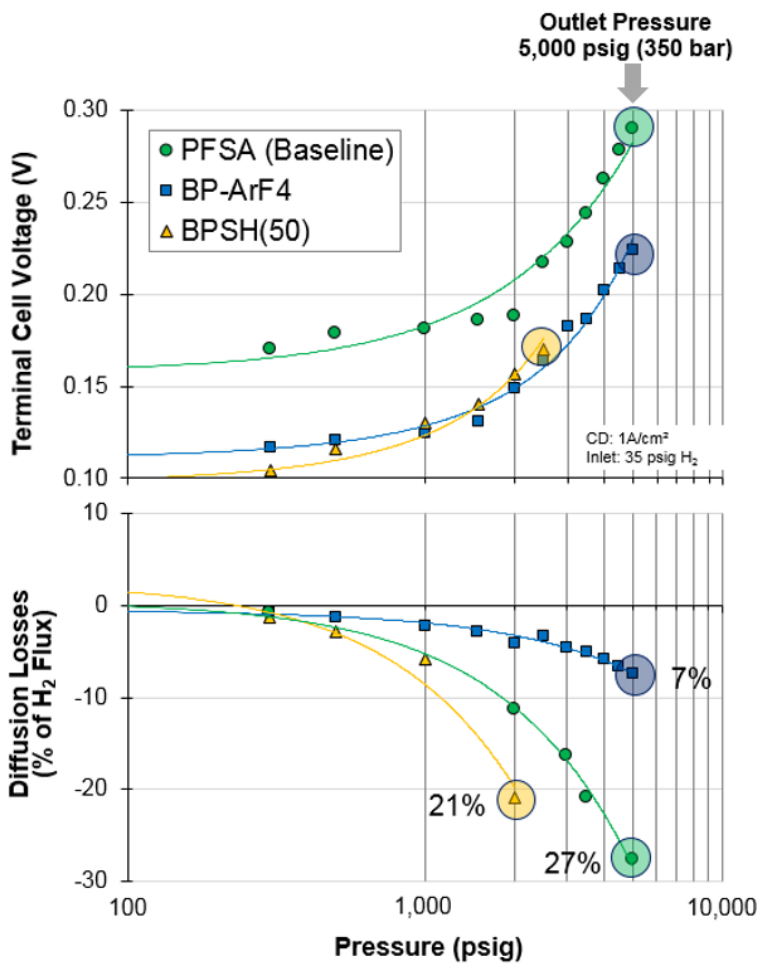 Outlet Pressure
5,000 psig (350 bar)
0.30
0.25
0.20
0.15
0.10
Terminal Cell Voltage (V)
PFSA (Baseline)
BP-ArF4
BPSH(50)
CD: 1A/cm²
Inlet: 35 psig H₂
10
0
-10
-20
-30
Diffusion Losses
(% of H₂ Flux)
7%
21%
27%
100
1,000
10,000
Pressure (psig)